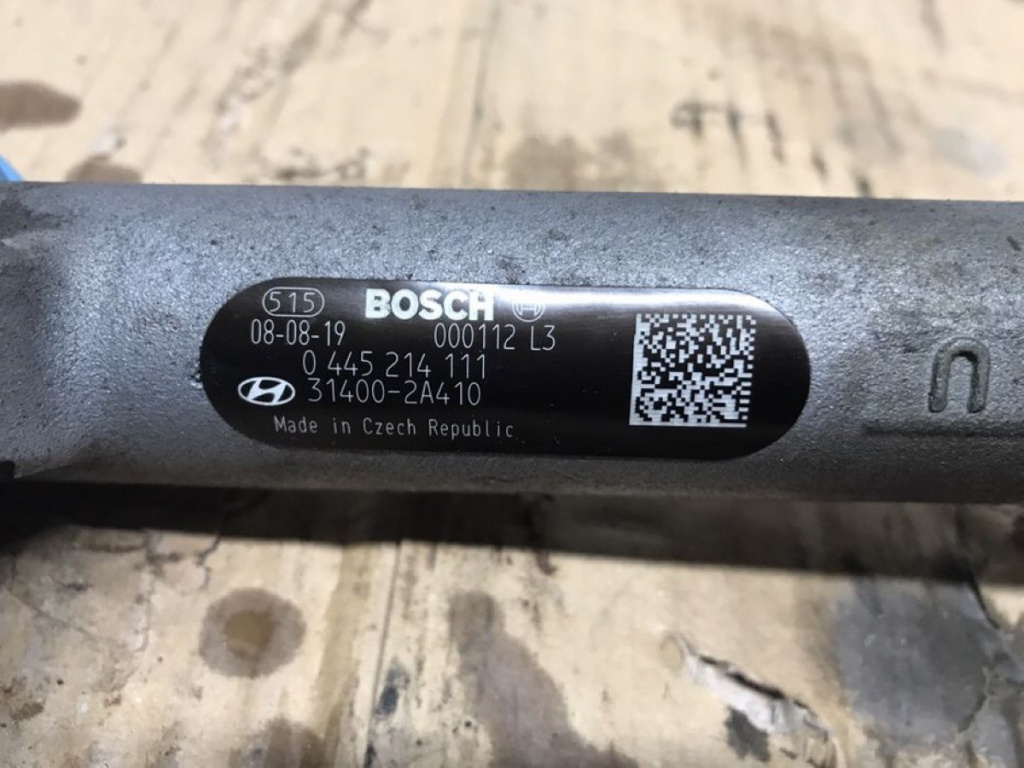 515 BOSCH
08-08-19 000112 L3
0 445 214 111
31400-2A410
Made in Czech Republic
U